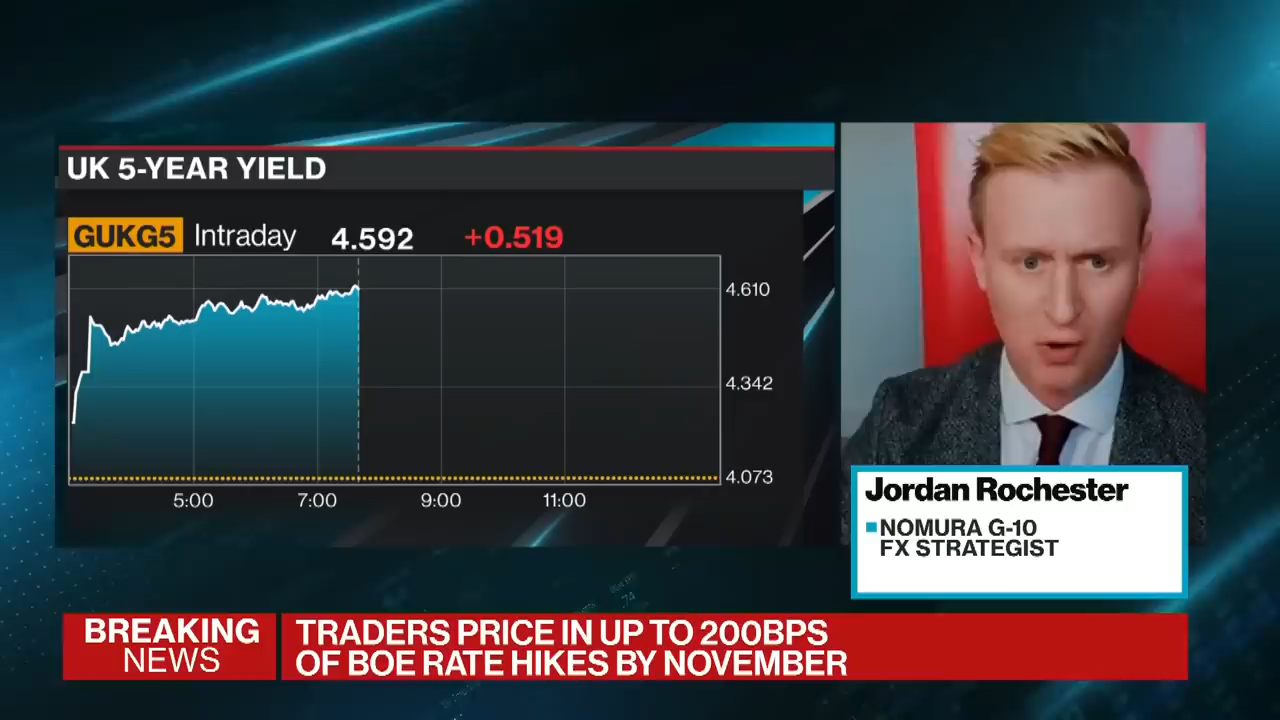 UK 5-YEAR YIELD
GUKG5 Intraday 4.592 +0.519
4.610
4.342
4.073
5:00 7:00 9:00 11:00
Jordan Rochester
NOMURA G-10
FX STRATEGIST
BREAKING
NEWS
TRADERS PRICE IN UP TO 200BPS
OF BOE RATE HIKES BY NOVEMBER